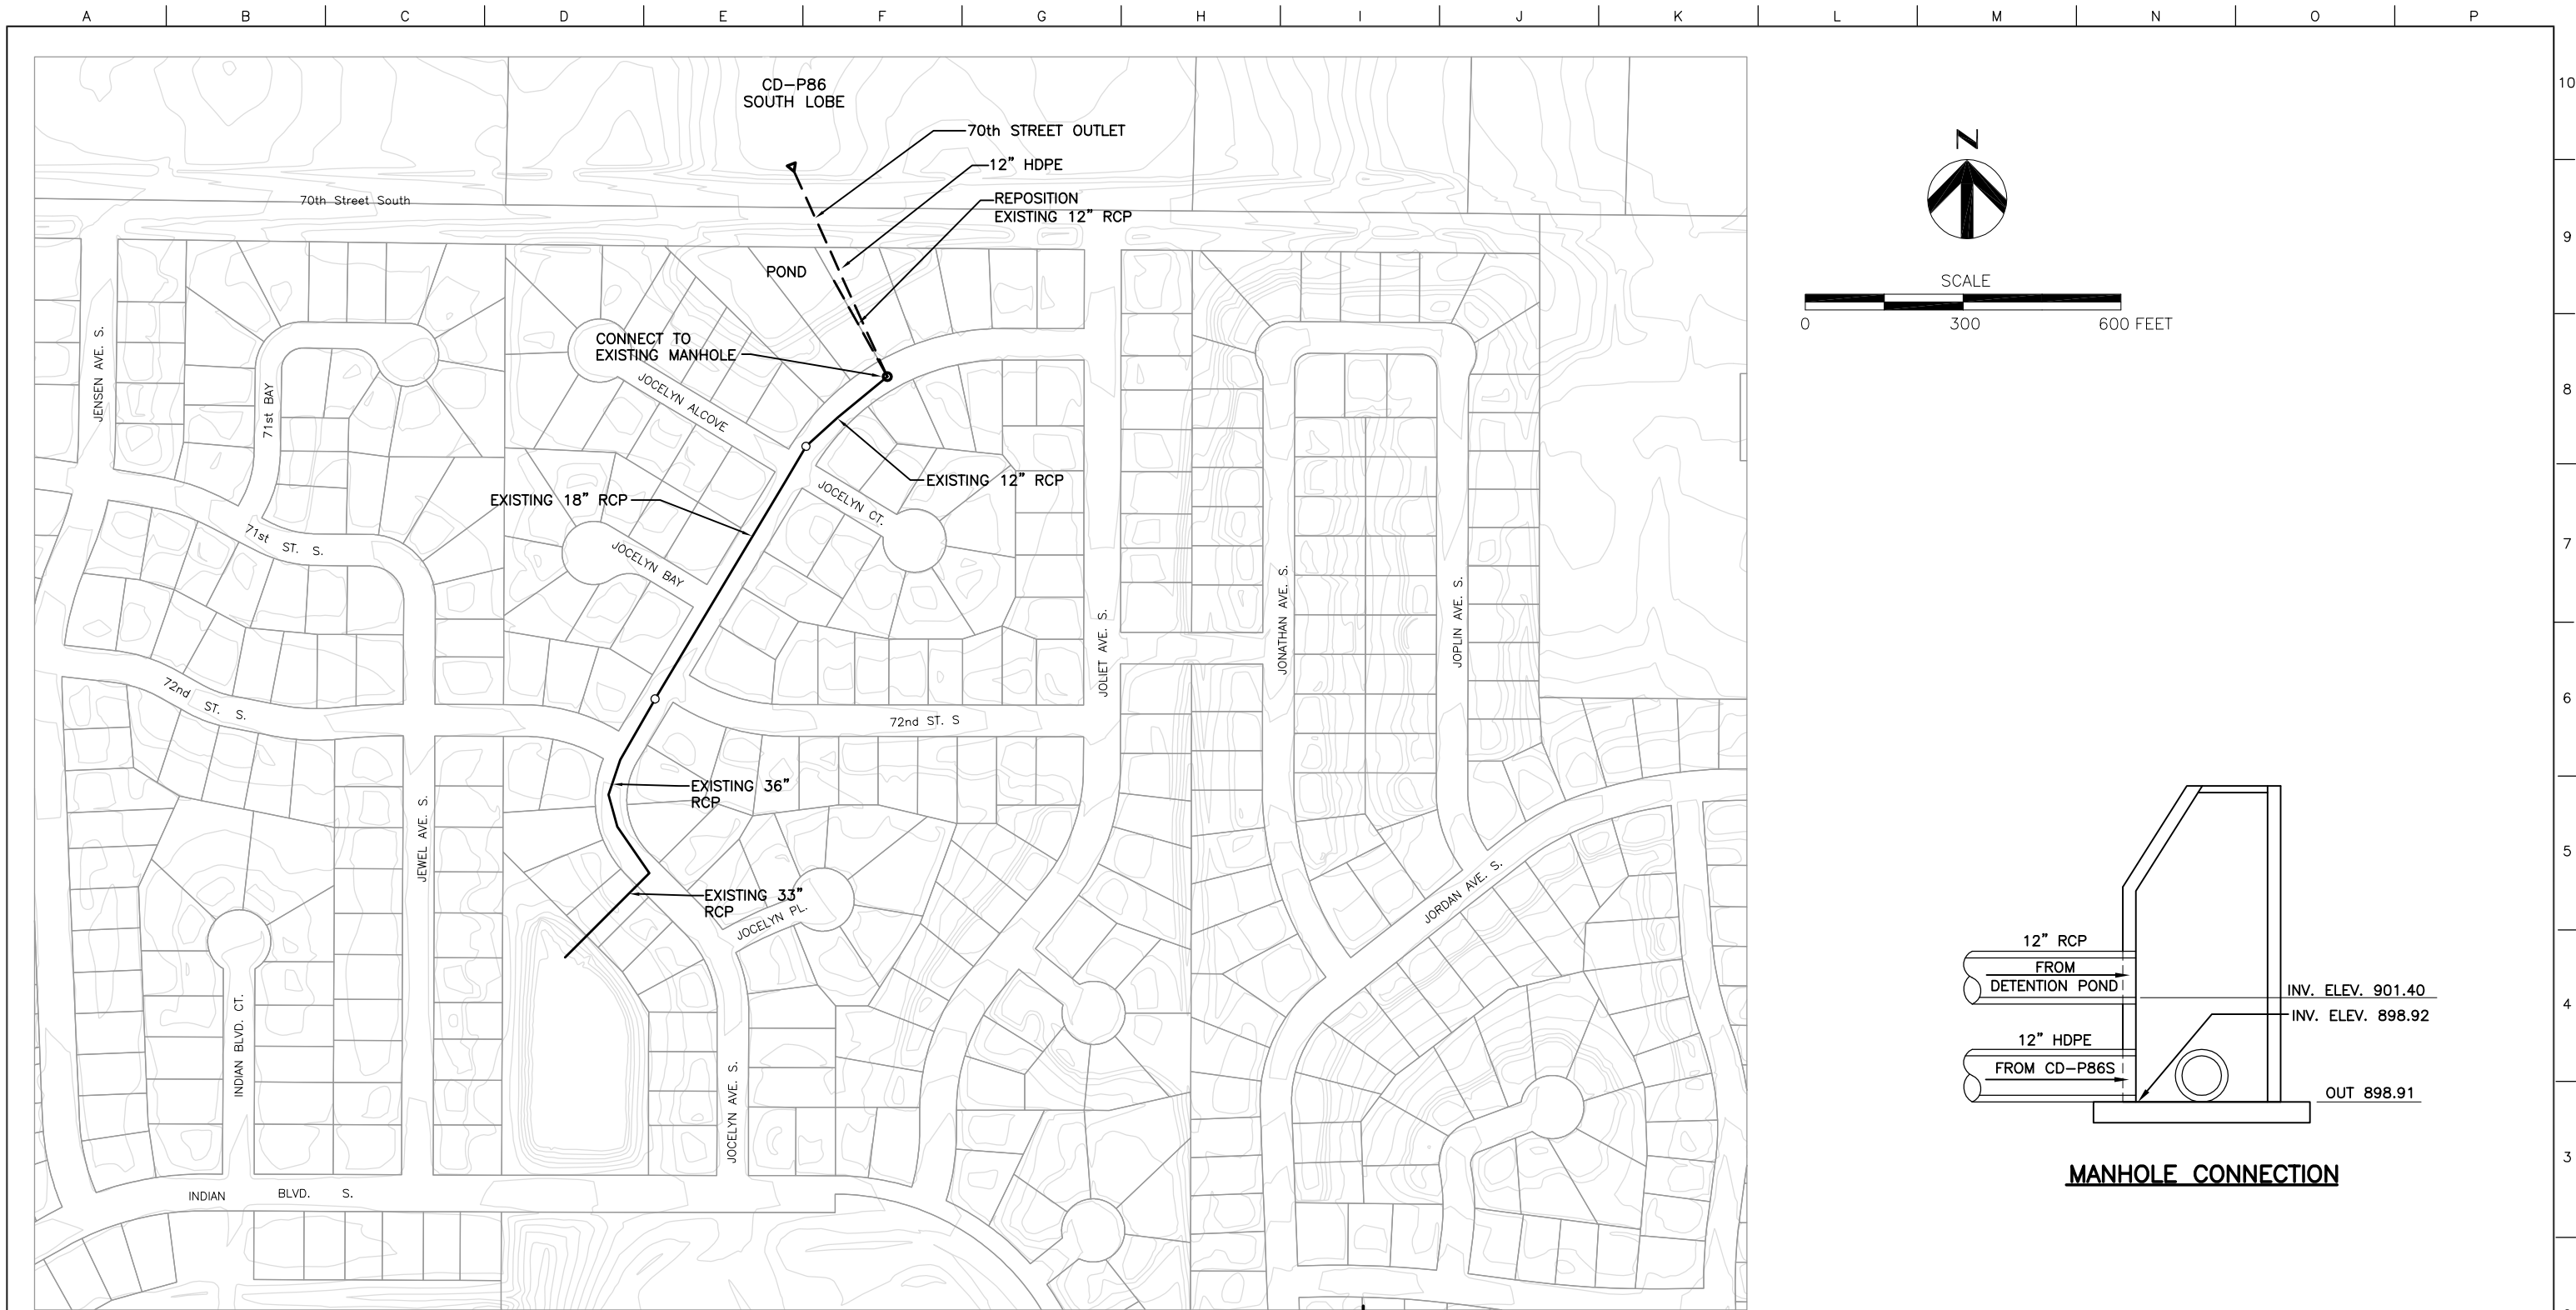 A B C D E F G H I J K L M N O P
10
9
8
7
6
5
4
3
CD-P86
SOUTH LOBE
70th STREET OUTLET
12" HDPE
REPOSITION
EXISTING 12" RCP
70th Street South
POND
CONNECT TO
EXISTING MANHOLE
JENSEN AVE. S.
71st BAY
JOCELYN ALCOVE
EXISTING 12" RCP
EXISTING 18" RCP
JOCELYN CT.
71st ST. S.
JOCELYN BAY
JOLIET AVE. S.
JONATHAN AVE. S.
JOPLIN AVE. S.
72nd ST. S.
72nd ST. S
EXISTING 36"
RCP
JEWEL AVE. S.
EXISTING 33"
RCP
JOCELYN PL.
JORDAN AVE. S.
INDIAN BLVD. CT.
JOCELYN AVE. S.
INDIAN BLVD. S.
N
SCALE
0 300 600 FEET
12" RCP
FROM
DETENTION POND
INV. ELEV. 901.40
INV. ELEV. 898.92
12" HDPE
FROM CD-P86S
OUT 898.91
MANHOLE CONNECTION